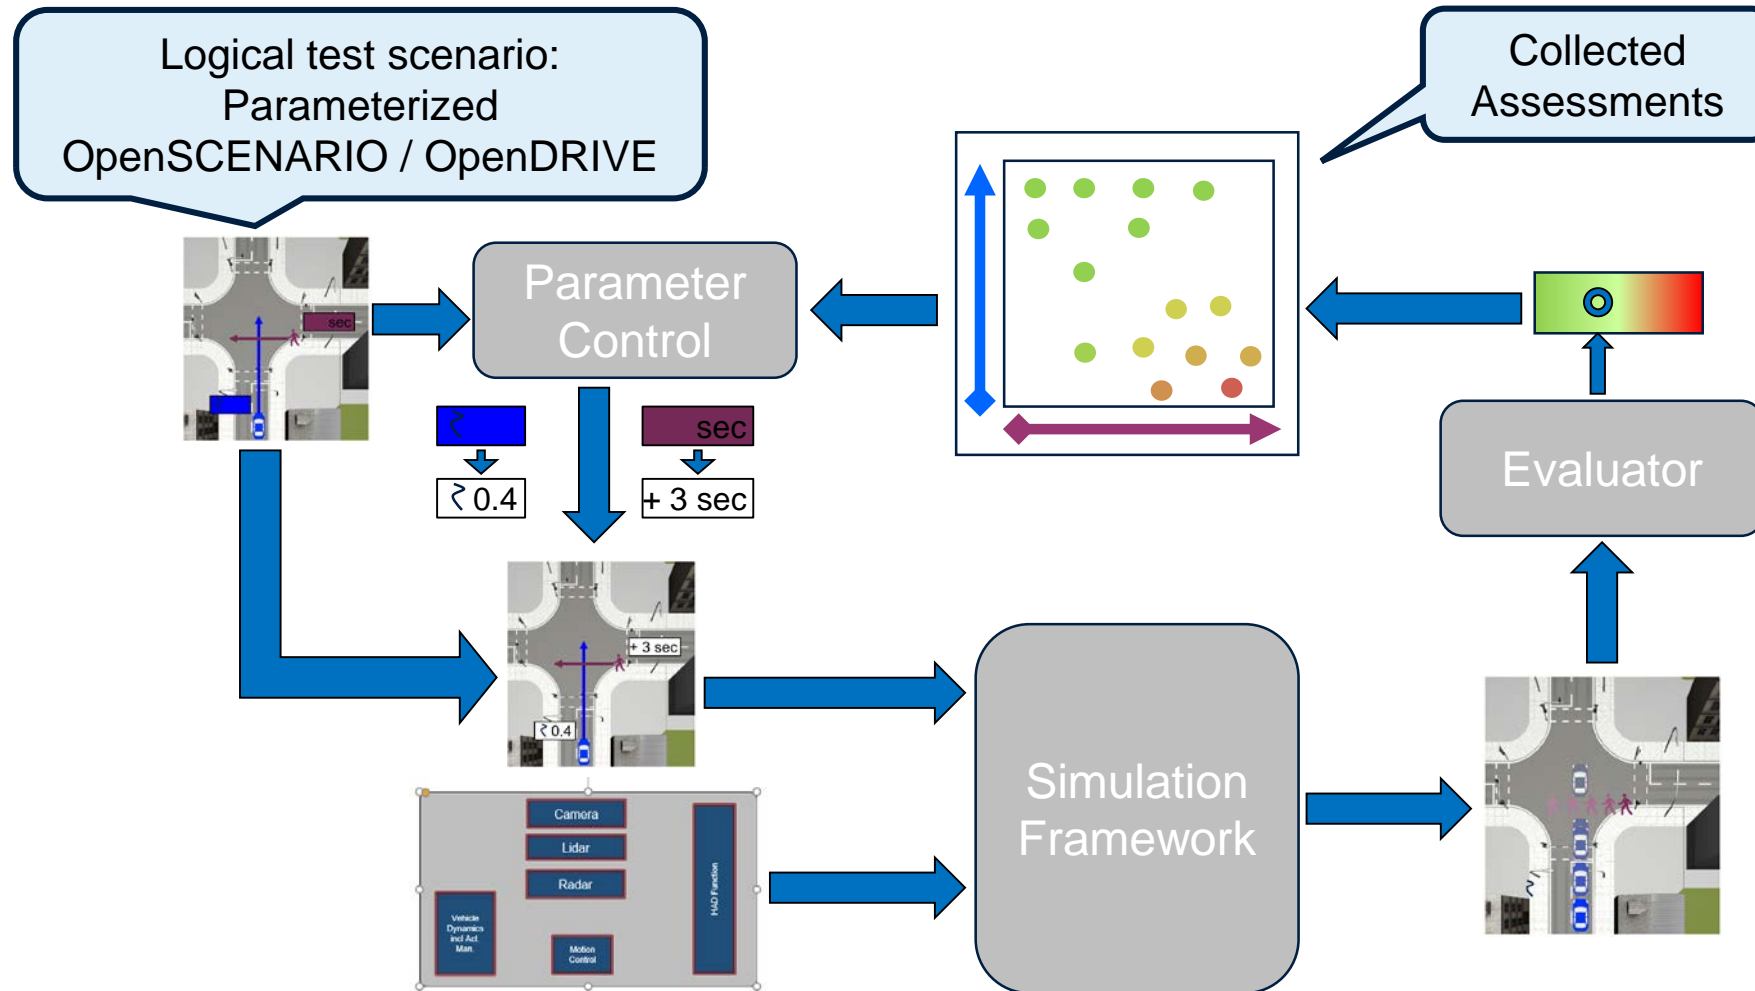 Logical test scenario:
Parameterized
OpenSCENARIO / OpenDRIVE
Collected
Assessments
sec
Parameter
Control
sec
0.4
+ 3 sec
Evaluator
+ 3 sec
0.4
Simulation
Framework
Camera
Lidar
Radar
HAD Function
Vehicle
Dynamics
incl Act.
Man.
Motion
Control